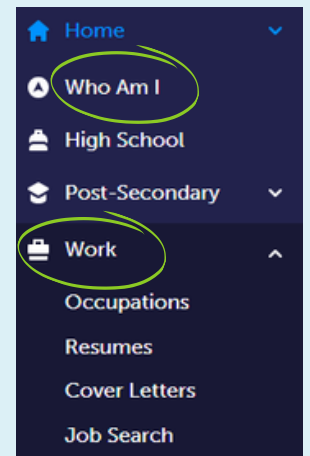 Home
Who Am I
High School
Post-Secondary
Work
Occupations
Resumes
Cover Letters
Job Search